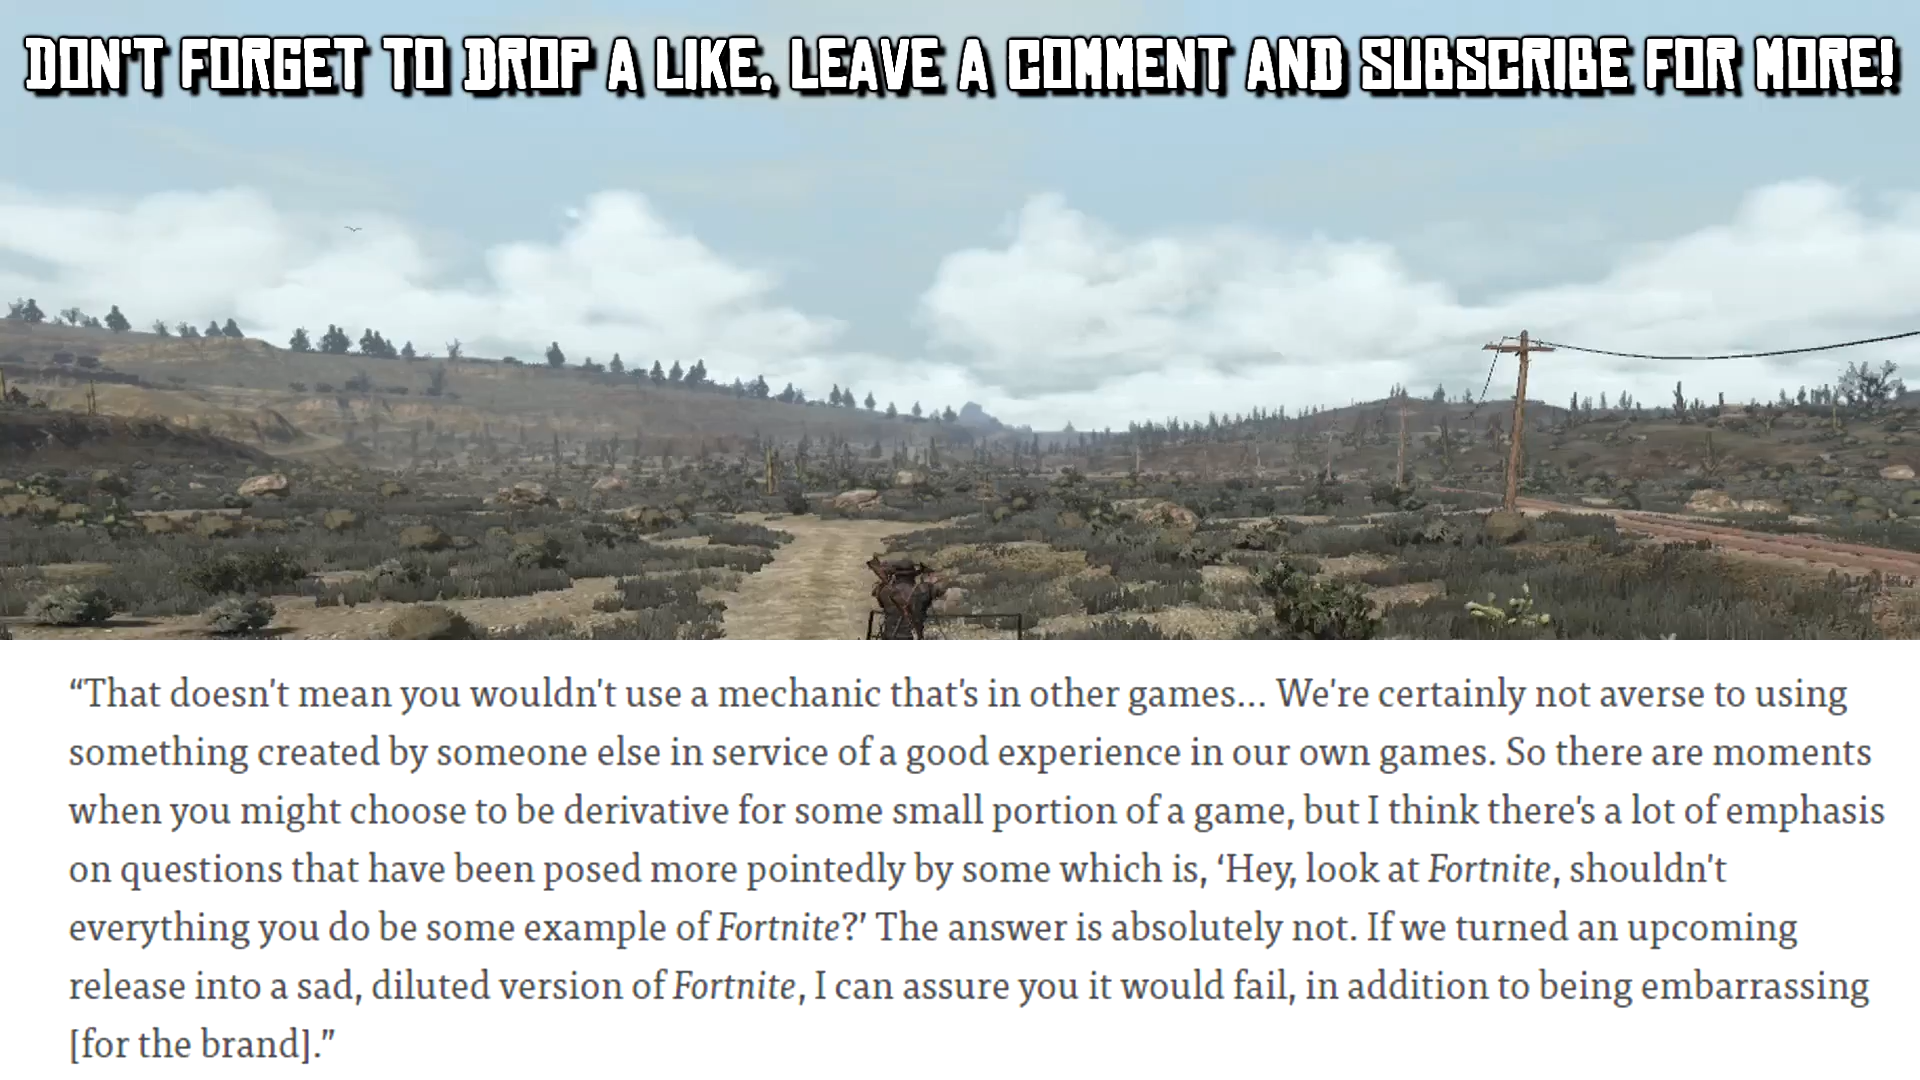 DON'T FORGET TO DROP A LIKE, LEAVE A COMMENT AND SUBSCRIBE FOR MORE!
“That doesn't mean you wouldn't use a mechanic that's in other games... We're certainly not averse to using
something created by someone else in service of a good experience in our own games. So there are moments
when you might choose to be derivative for some small portion of a game, but I think there's a lot of emphasis
on questions that have been posed more pointedly by some which is, ‘Hey, look at Fortnite, shouldn't
everything you do be some example of Fortnite?’ The answer is absolutely not. If we turned an upcoming
release into a sad, diluted version of Fortnite, I can assure you it would fail, in addition to being embarrassing
[for the brand].”